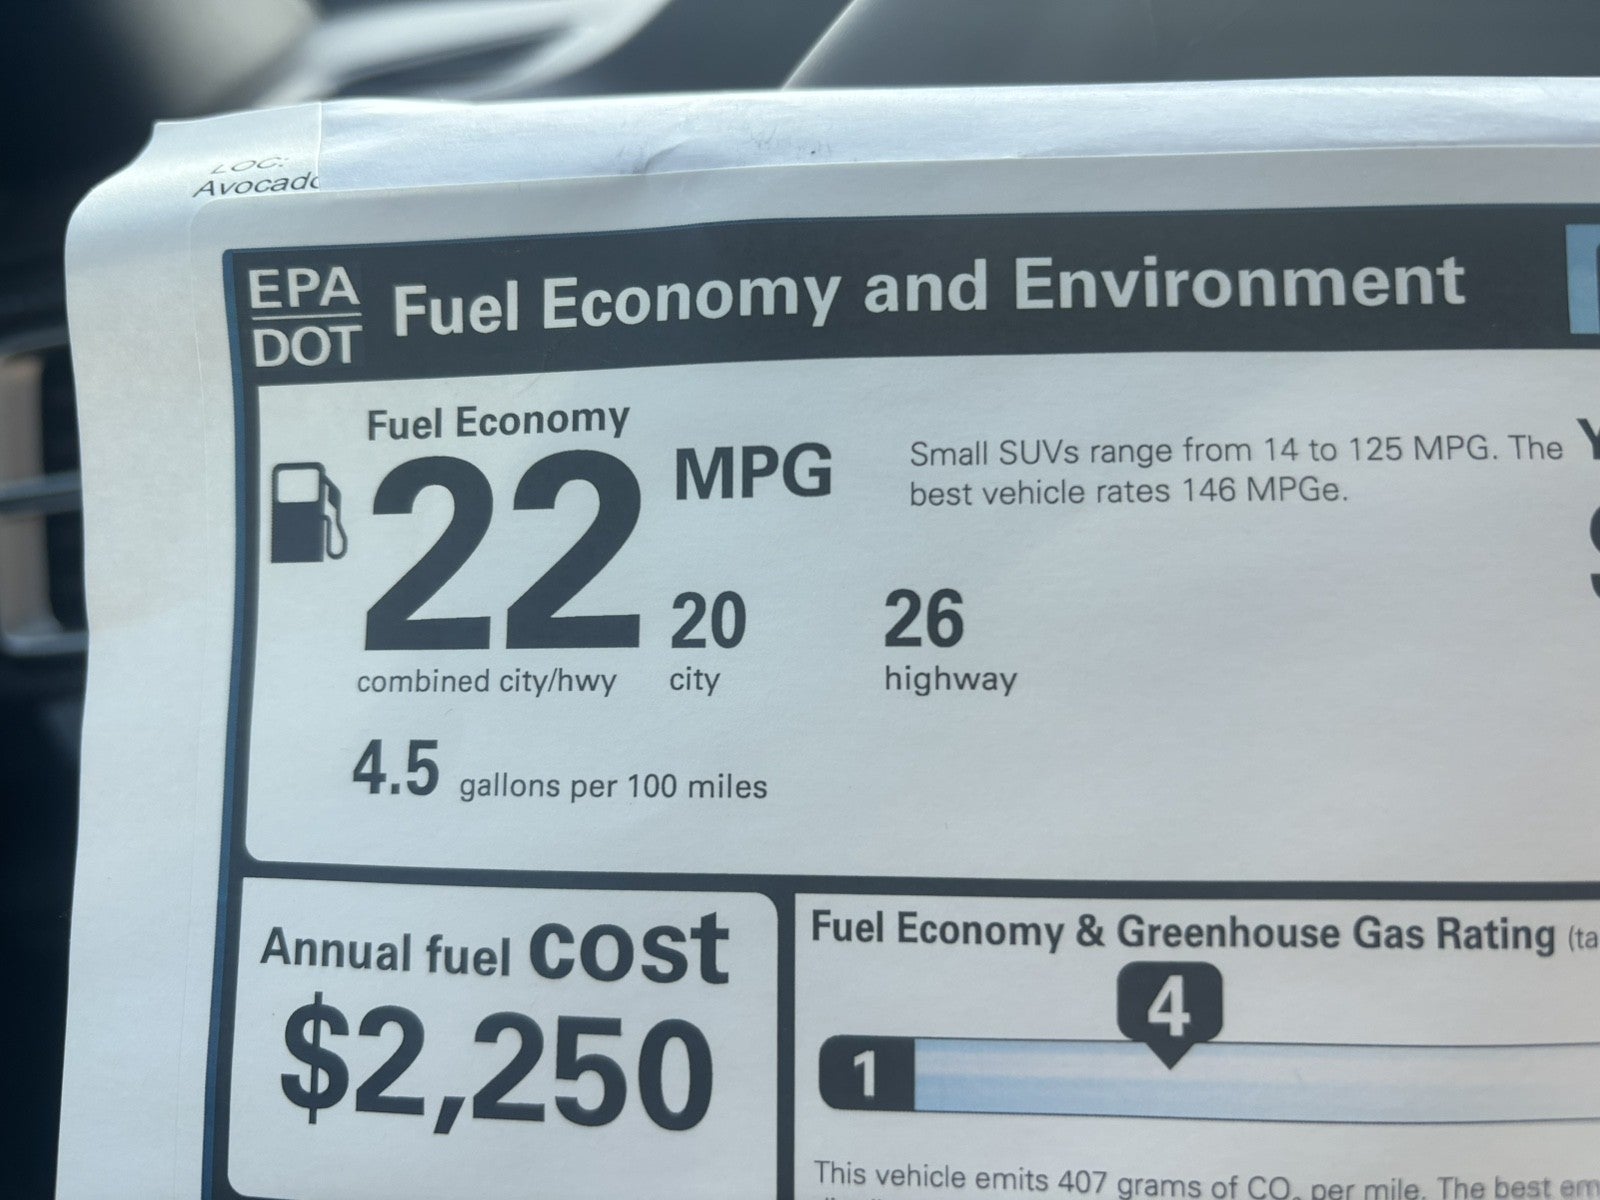 LOC:
EPA
DOT
Fuel Economy and Environment
Fuel Economy
22 MPG
combined city/hwy
20
city
26
highway
4.5 gallons per 100 miles
Small SUVs range from 14 to 125 MPG. The
best vehicle rates 146 MPGe.
Annual fuel cost
$2,250
Fuel Economy & Greenhouse Gas Rating
4
1
This vehicle emits 407 grams of CO₂ per mile. The best